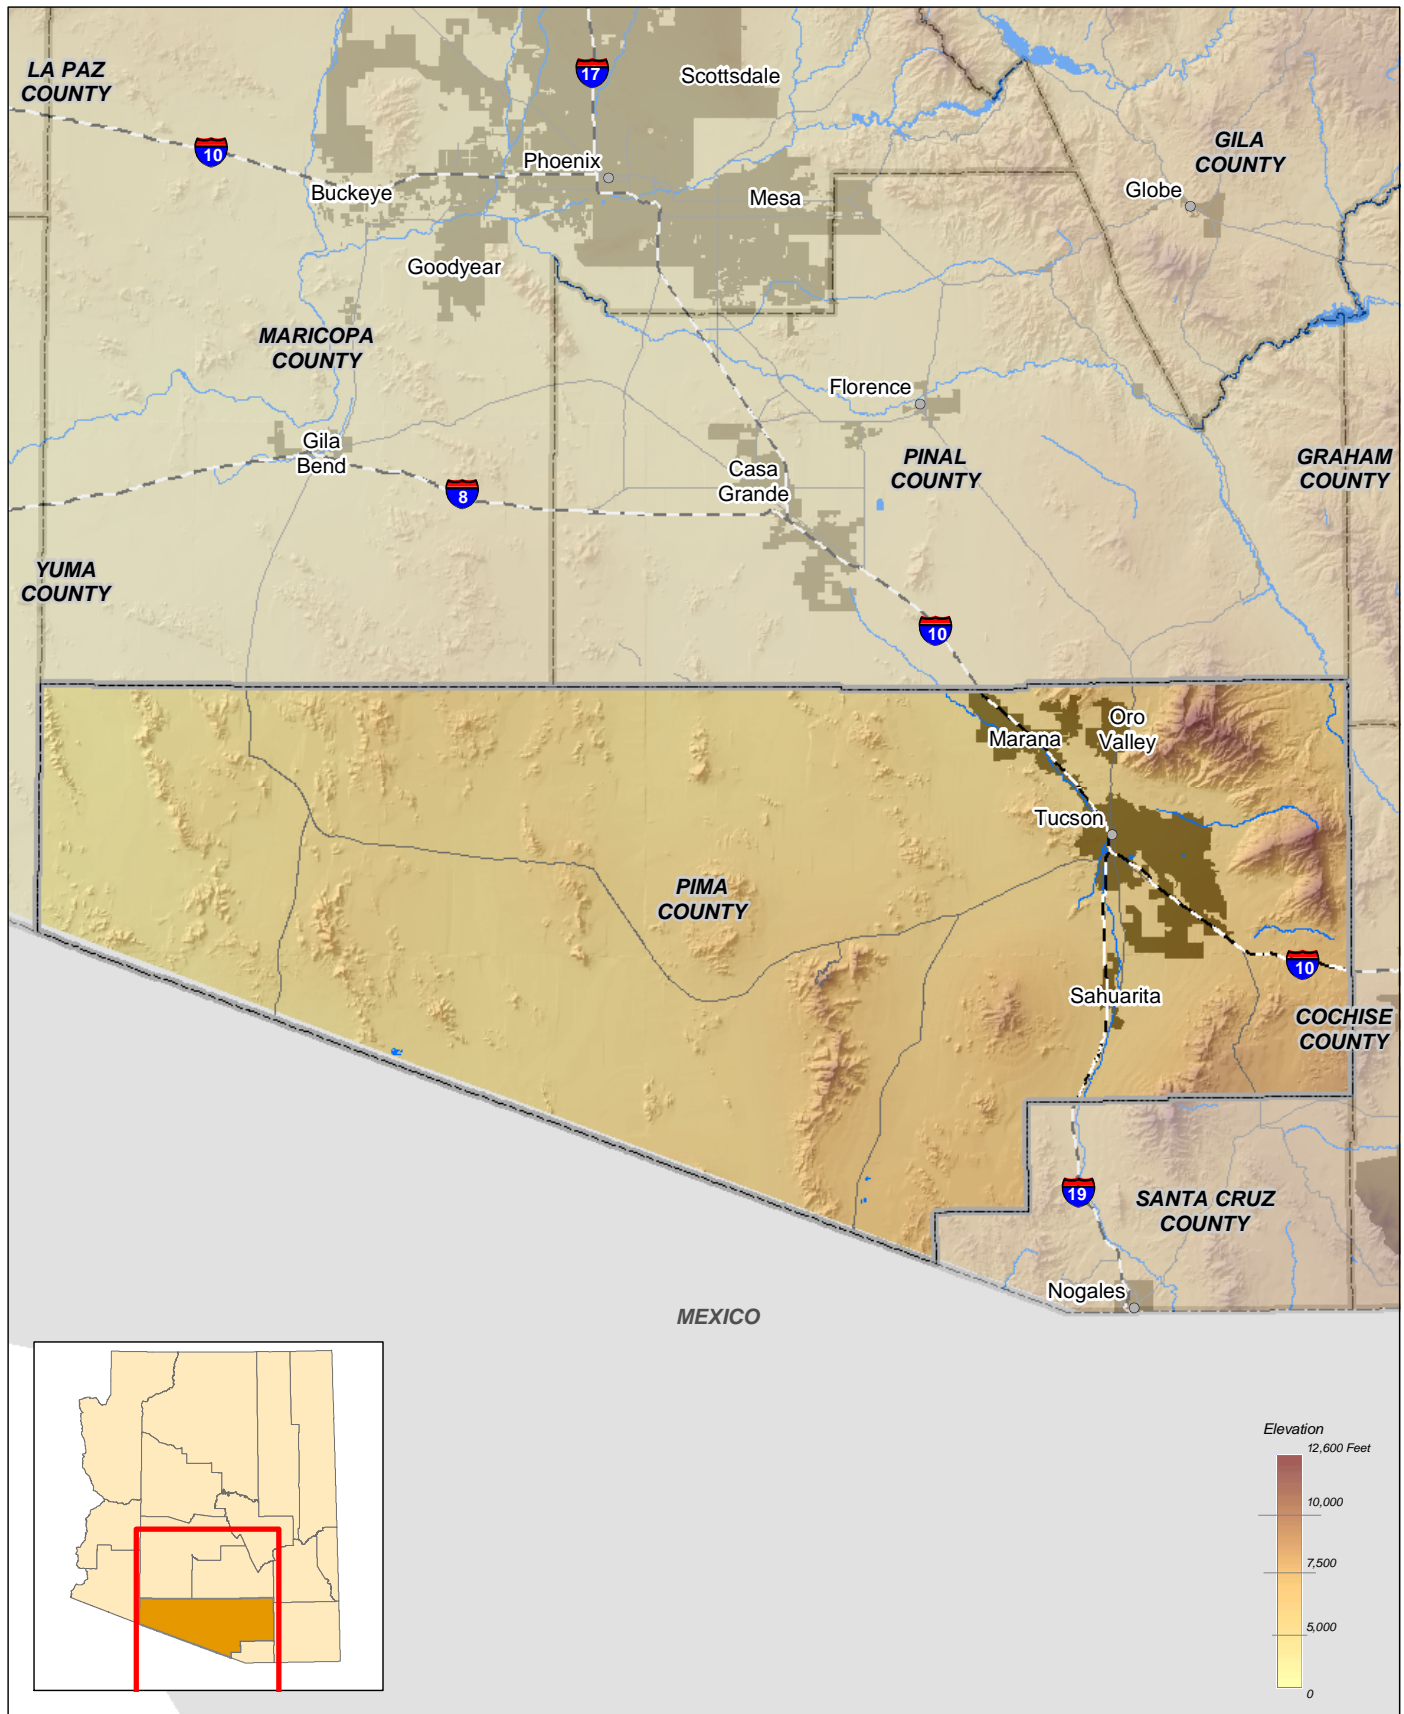 LA PAZ
COUNTY
17
Scottsdale
10
GILA
COUNTY
Phoenix
Buckeye
Mesa
Globe
Goodyear
MARICOPA
COUNTY
Florence
Gila
Bend
Casa
Grande
PINAL
COUNTY
GRAHAM
COUNTY
8
YUMA
COUNTY
10
Oro
Valley
Marana
Tucson
PIMA
COUNTY
10
Sahuarita
COCHISE
COUNTY
19
SANTA CRUZ
COUNTY
Nogales
MEXICO
Elevation
12,600 Feet
10,000
7,500
5,000
0